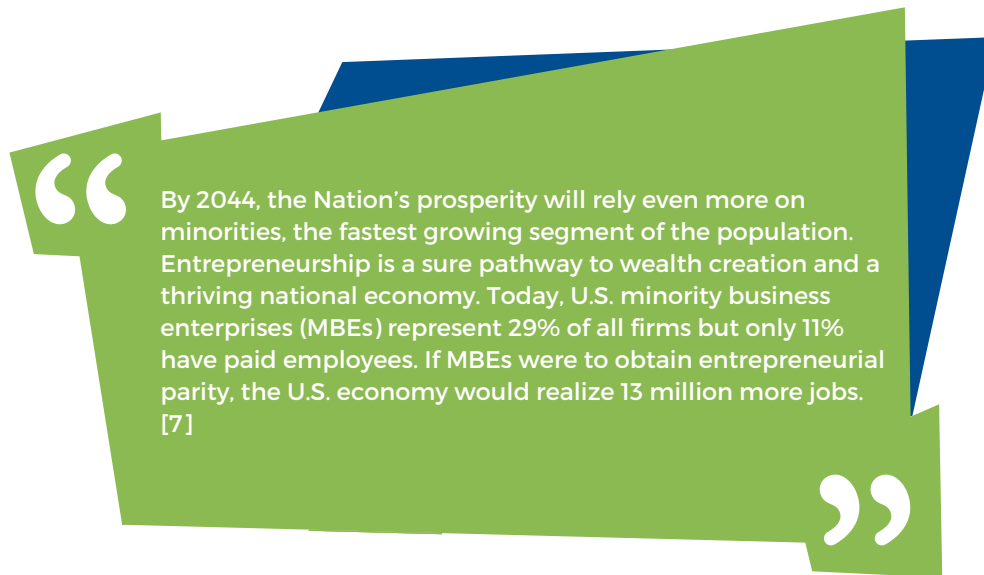 By 2044, the Nation’s prosperity will rely even more on
minorities, the fastest growing segment of the population.
Entrepreneurship is a sure pathway to wealth creation and a
thriving national economy. Today, U.S. minority business
enterprises (MBEs) represent 29% of all firms but only 11%
have paid employees. If MBEs were to obtain entrepreneurial
parity, the U.S. economy would realize 13 million more jobs.
[7]